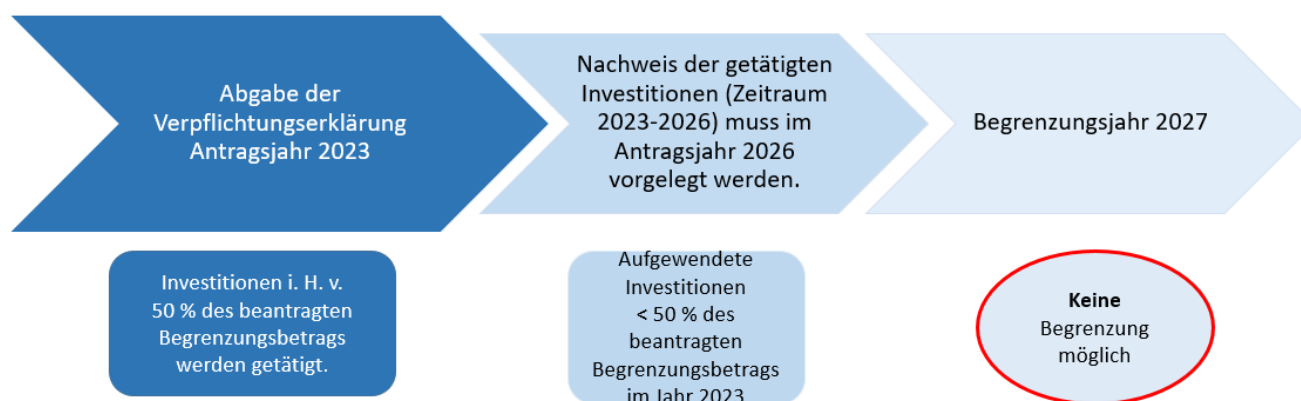 Abgabe der
Verpflichtungserklärung
Antragsjahr 2023
Nachweis der getätigten
Investitionen (Zeitraum
2023-2026) muss im
Antragsjahr 2026
vorgelegt werden.
Begrenzungsjahr 2027
Investitionen i. H. v.
50 % des beantragten
Begrenzungsbetrags
werden getätigt.
Aufgewendete
Investitionen
< 50 % des
beantragten
Begrenzungsbetrags
im Jahr 2023
Keine
Begrenzung
möglich